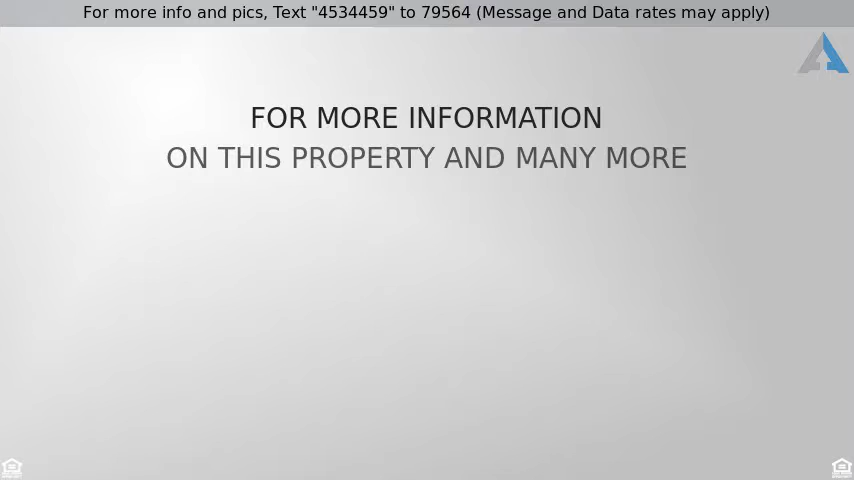 For more info and pics, Text "4534459" to 79564 (Message and Data rates may apply)
FOR MORE INFORMATION
ON THIS PROPERTY AND MANY MORE